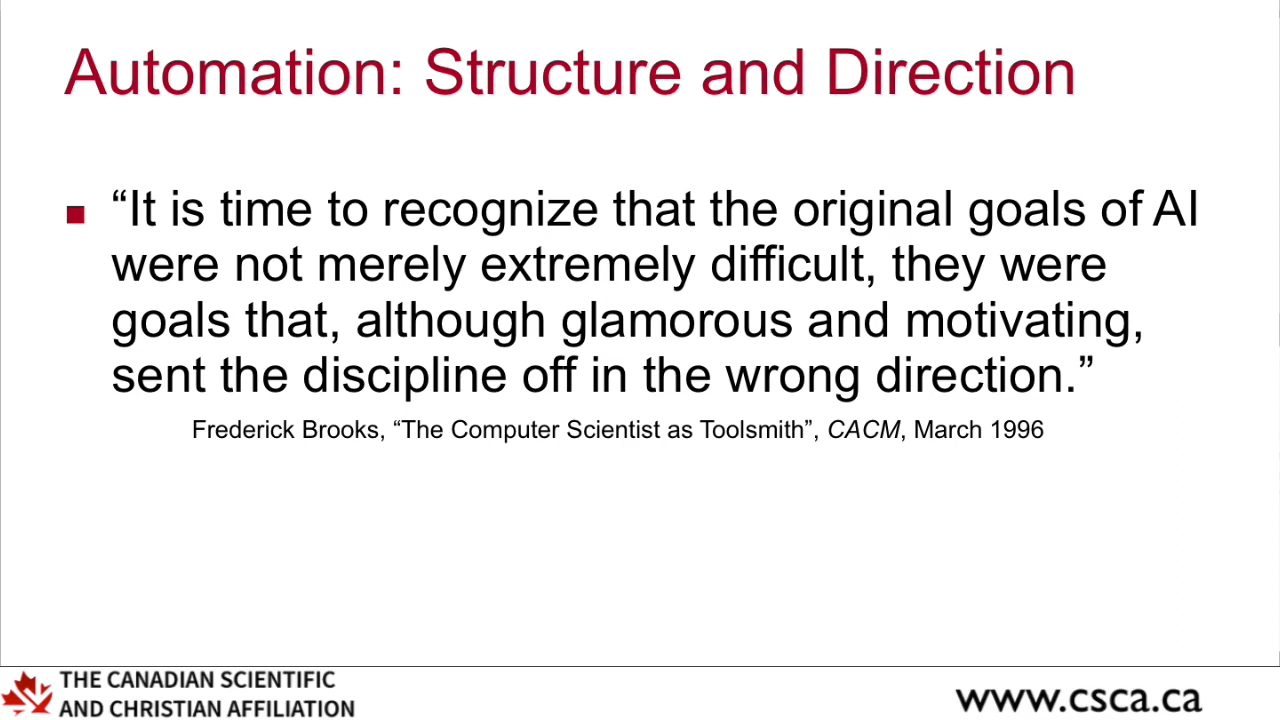 Automation: Structure and Direction
“It is time to recognize that the original goals of AI
were not merely extremely difficult, they were
goals that, although glamorous and motivating,
sent the discipline off in the wrong direction.”
Frederick Brooks, “The Computer Scientist as Toolsmith”, CACM, March 1996
THE CANADIAN SCIENTIFIC
AND CHRISTIAN AFFILIATION
www.csca.ca